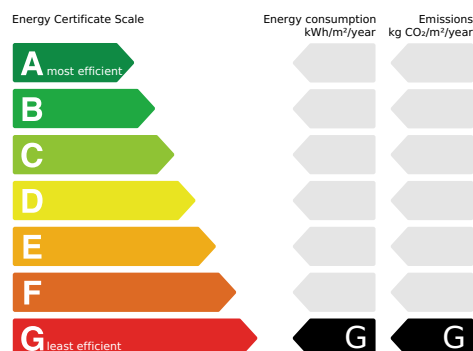 Energy Certificate Scale
Energy consumption
kWh/m²/year
Emissions
kg CO₂/m²/year
A most efficient
B
C
D
E
F
G least efficient
G
G